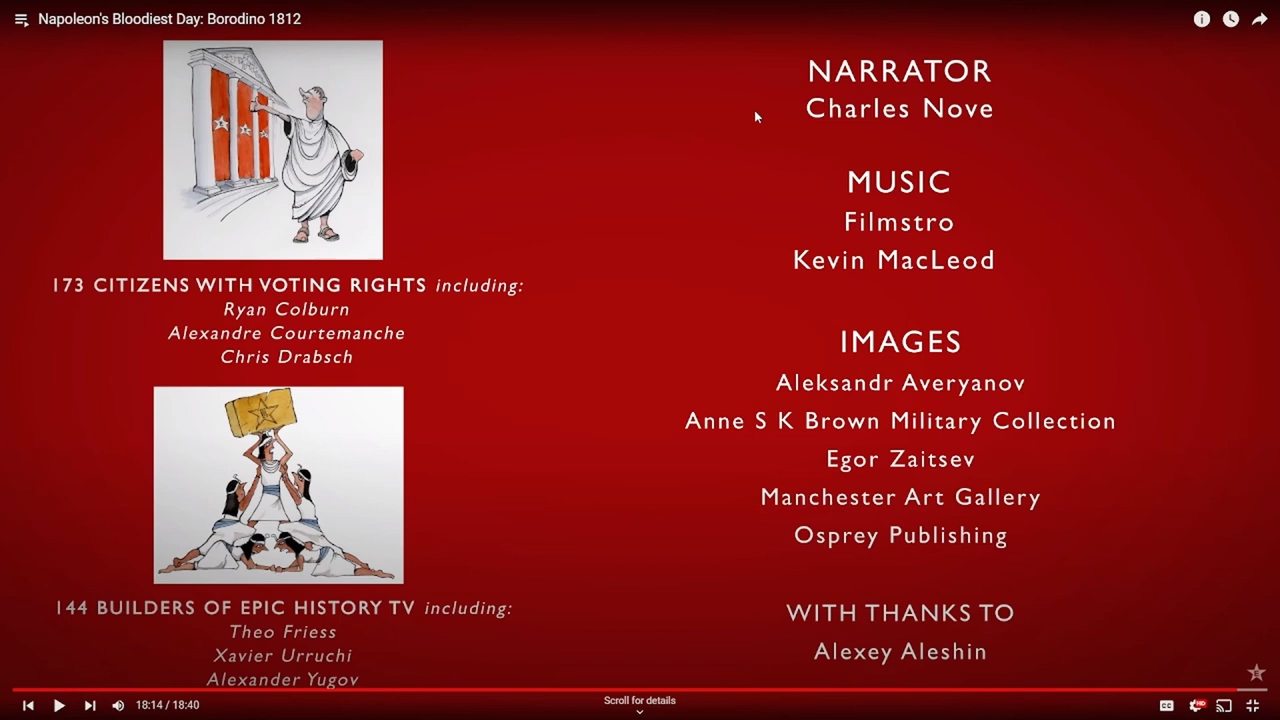 Napoleon's Bloodiest Day: Borodino 1812
173 CITIZENS WITH VOTING RIGHTS including:
Ryan Colburn
Alexandre Courtemanche
Chris Drabsch
144 BUILDERS OF EPIC HISTORY TV including:
Theo Friess
Xavier Urruchi
Alexander Yugov
NARRATOR
Charles Nove
MUSIC
Filmstro
Kevin MacLeod
IMAGES
Aleksandr Averyanov
Anne S K Brown Military Collection
Egor Zaitsev
Manchester Art Gallery
Osprey Publishing
WITH THANKS TO
Alexey Aleshin
18:14 / 18:40
Scroll for details
CC
HD